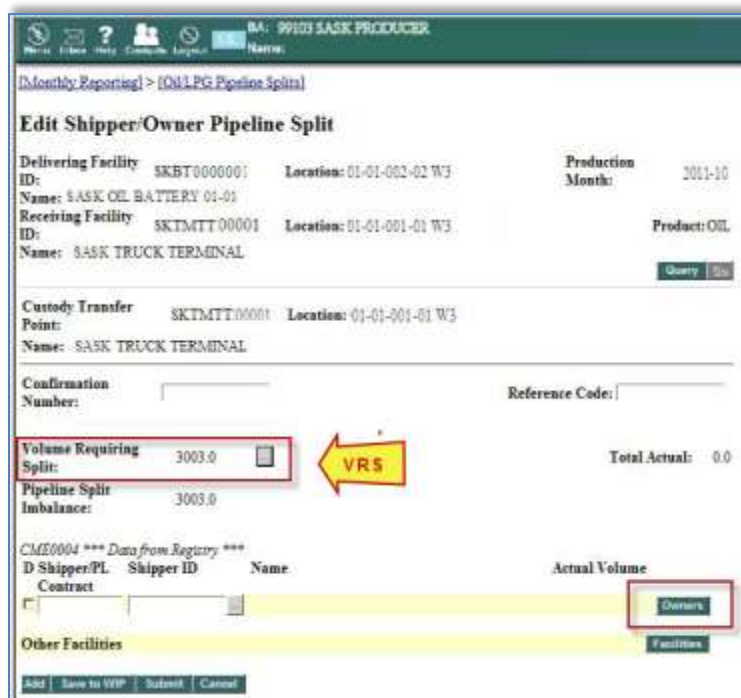 Menu Inbox Help Logout
BA: 99103 SASK PRODUCER
Name:
[Monthly Reporting] > [Oil/LPG Pipeline Splits]
Edit Shipper/Owner Pipeline Split
Delivering Facility ID: SKBT0000001 Location: 01-01-002-02 W3 Production Month: 2011-10
Name: SASK OIL BATTERY 01-01
Receiving Facility ID: SKTMTT00001 Location: 01-01-001-01 W3 Product: OIL
Name: SASK TRUCK TERMINAL
Query
Custody Transfer Point: SKTMTT00001 Location: 01-01-001-01 W3
Name: SASK TRUCK TERMINAL
Confirmation Number: Reference Code:
Volume Requiring Split: 3003.0 VRS Total Actual: 0.0
Pipeline Split Imbalance: 3003.0
CME0004 *** Data from Registry ***
D Shipper/PL Contract Shipper ID Name Actual Volume
Owners
Other Facilities Facilities
Add Save to WIP Submit Cancel